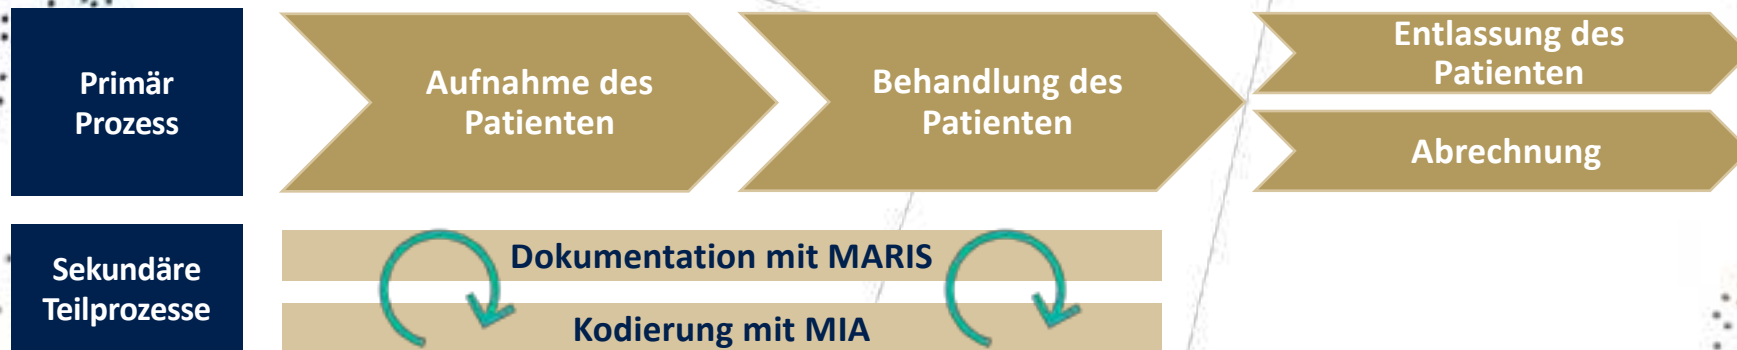 Primär
Prozess
Aufnahme des
Patienten
Behandlung des
Patienten
Entlassung des
Patienten
Abrechnung
Sekundäre
Teilprozesse
Dokumentation mit MARIS
Kodierung mit MIA